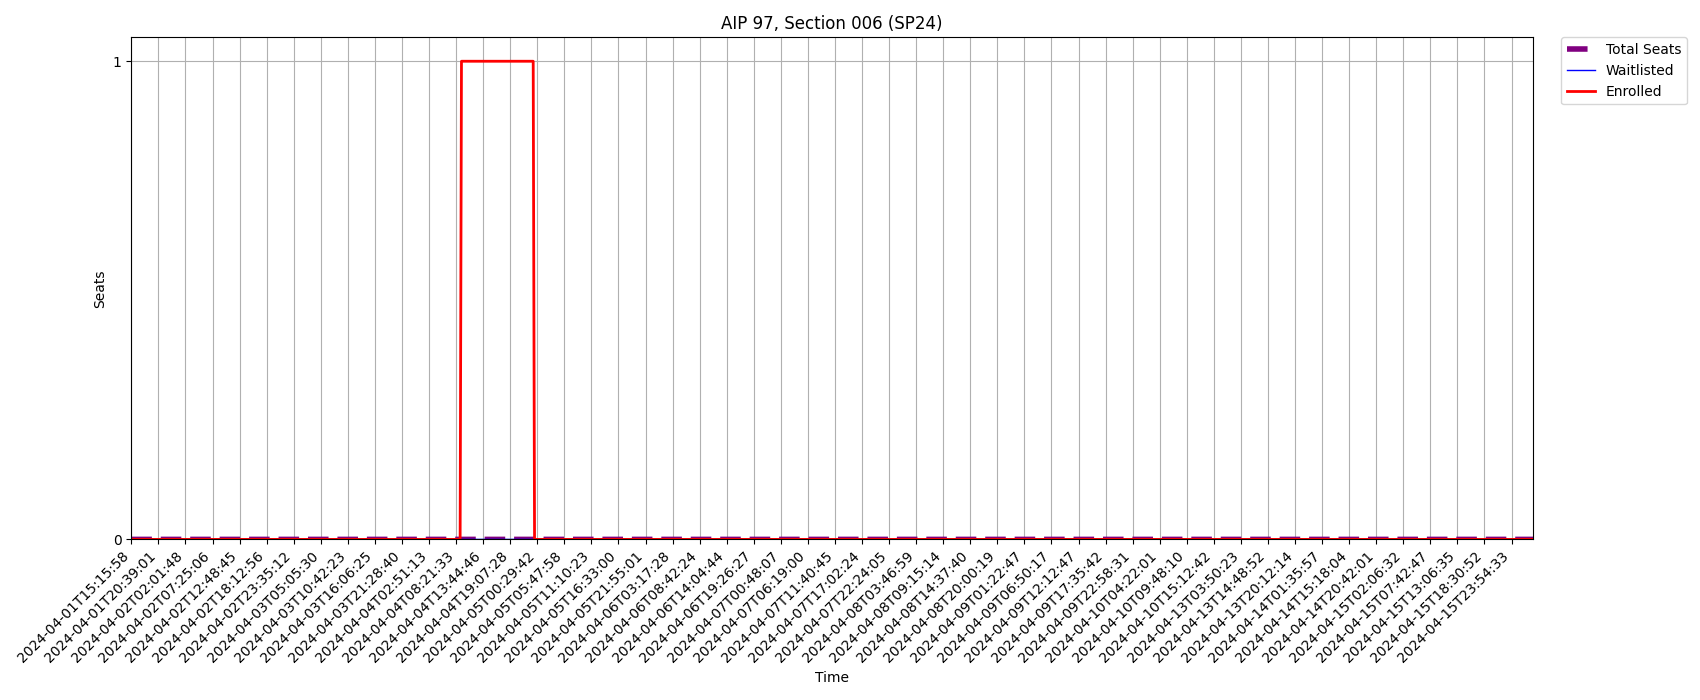 AIP 97, Section 006 (SP24)
Total Seats
Waitlisted
Enrolled
1
0
Seats
2024-04-01T15:15:58
2024-04-01T20:39:01
2024-04-02T02:01:48
2024-04-02T07:25:06
2024-04-02T12:48:45
2024-04-02T18:12:56
2024-04-02T23:35:12
2024-04-03T05:05:30
2024-04-03T10:42:23
2024-04-03T16:06:25
2024-04-03T21:28:40
2024-04-04T02:51:13
2024-04-04T08:21:33
2024-04-04T13:44:46
2024-04-04T19:07:28
2024-04-05T00:29:42
2024-04-05T05:47:58
2024-04-05T11:10:23
2024-04-05T16:33:00
2024-04-05T21:55:01
2024-04-06T03:17:28
2024-04-06T08:42:24
2024-04-06T14:04:44
2024-04-06T19:26:27
2024-04-07T00:48:07
2024-04-07T06:19:00
2024-04-07T11:40:45
2024-04-07T17:02:24
2024-04-07T22:24:05
2024-04-08T03:46:59
2024-04-08T09:15:14
2024-04-08T14:37:40
2024-04-08T20:00:19
2024-04-09T01:22:47
2024-04-09T06:50:17
2024-04-09T12:12:47
2024-04-09T17:35:42
2024-04-09T22:58:31
2024-04-10T04:22:01
2024-04-10T09:48:10
2024-04-10T15:12:42
2024-04-13T03:50:23
2024-04-13T14:48:52
2024-04-13T20:12:14
2024-04-14T01:35:57
2024-04-14T15:18:04
2024-04-14T20:42:01
2024-04-15T02:06:32
2024-04-15T07:42:47
2024-04-15T13:06:35
2024-04-15T18:30:52
2024-04-15T23:54:33
Time